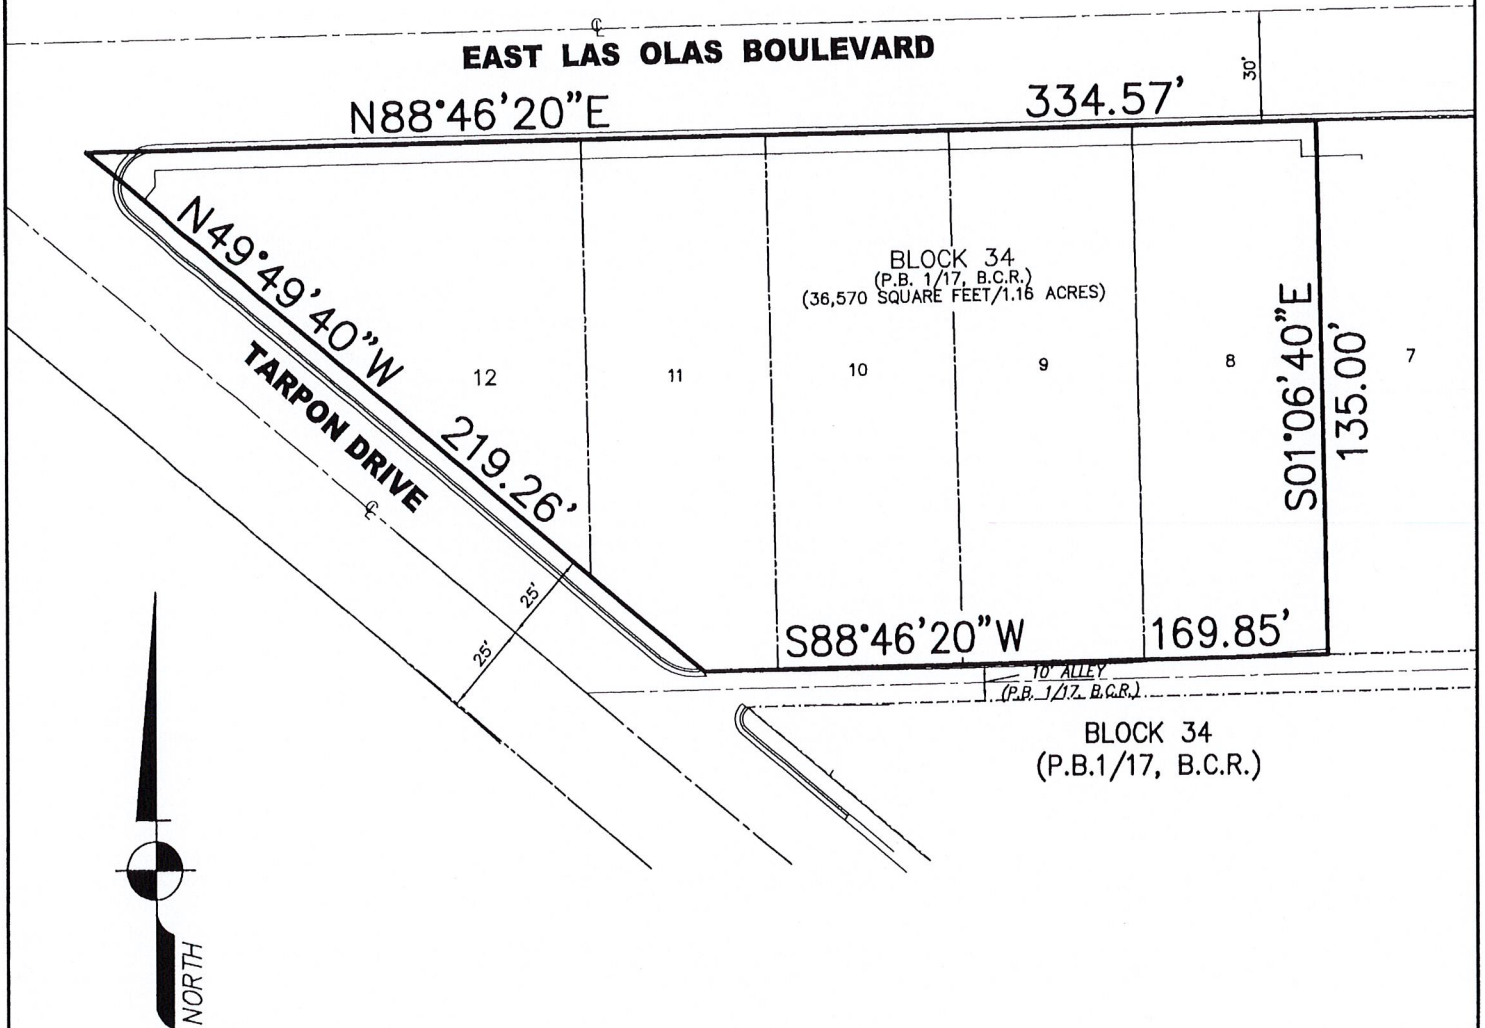 ℄
EAST LAS OLAS BOULEVARD
30'
N88°46'20"E
334.57'
N49°49'40"W
219.26'
TARPON DRIVE
℄
BLOCK 34
(P.B. 1/17, B.C.R.)
(36,570 SQUARE FEET/1.16 ACRES)
12
11
10
9
8
7
S01°06'40"E
135.00'
25'
25'
S88°46'20"W
169.85'
10' ALLEY
(P.B. 1/17, B.C.R.)
BLOCK 34
(P.B.1/17, B.C.R.)
NORTH